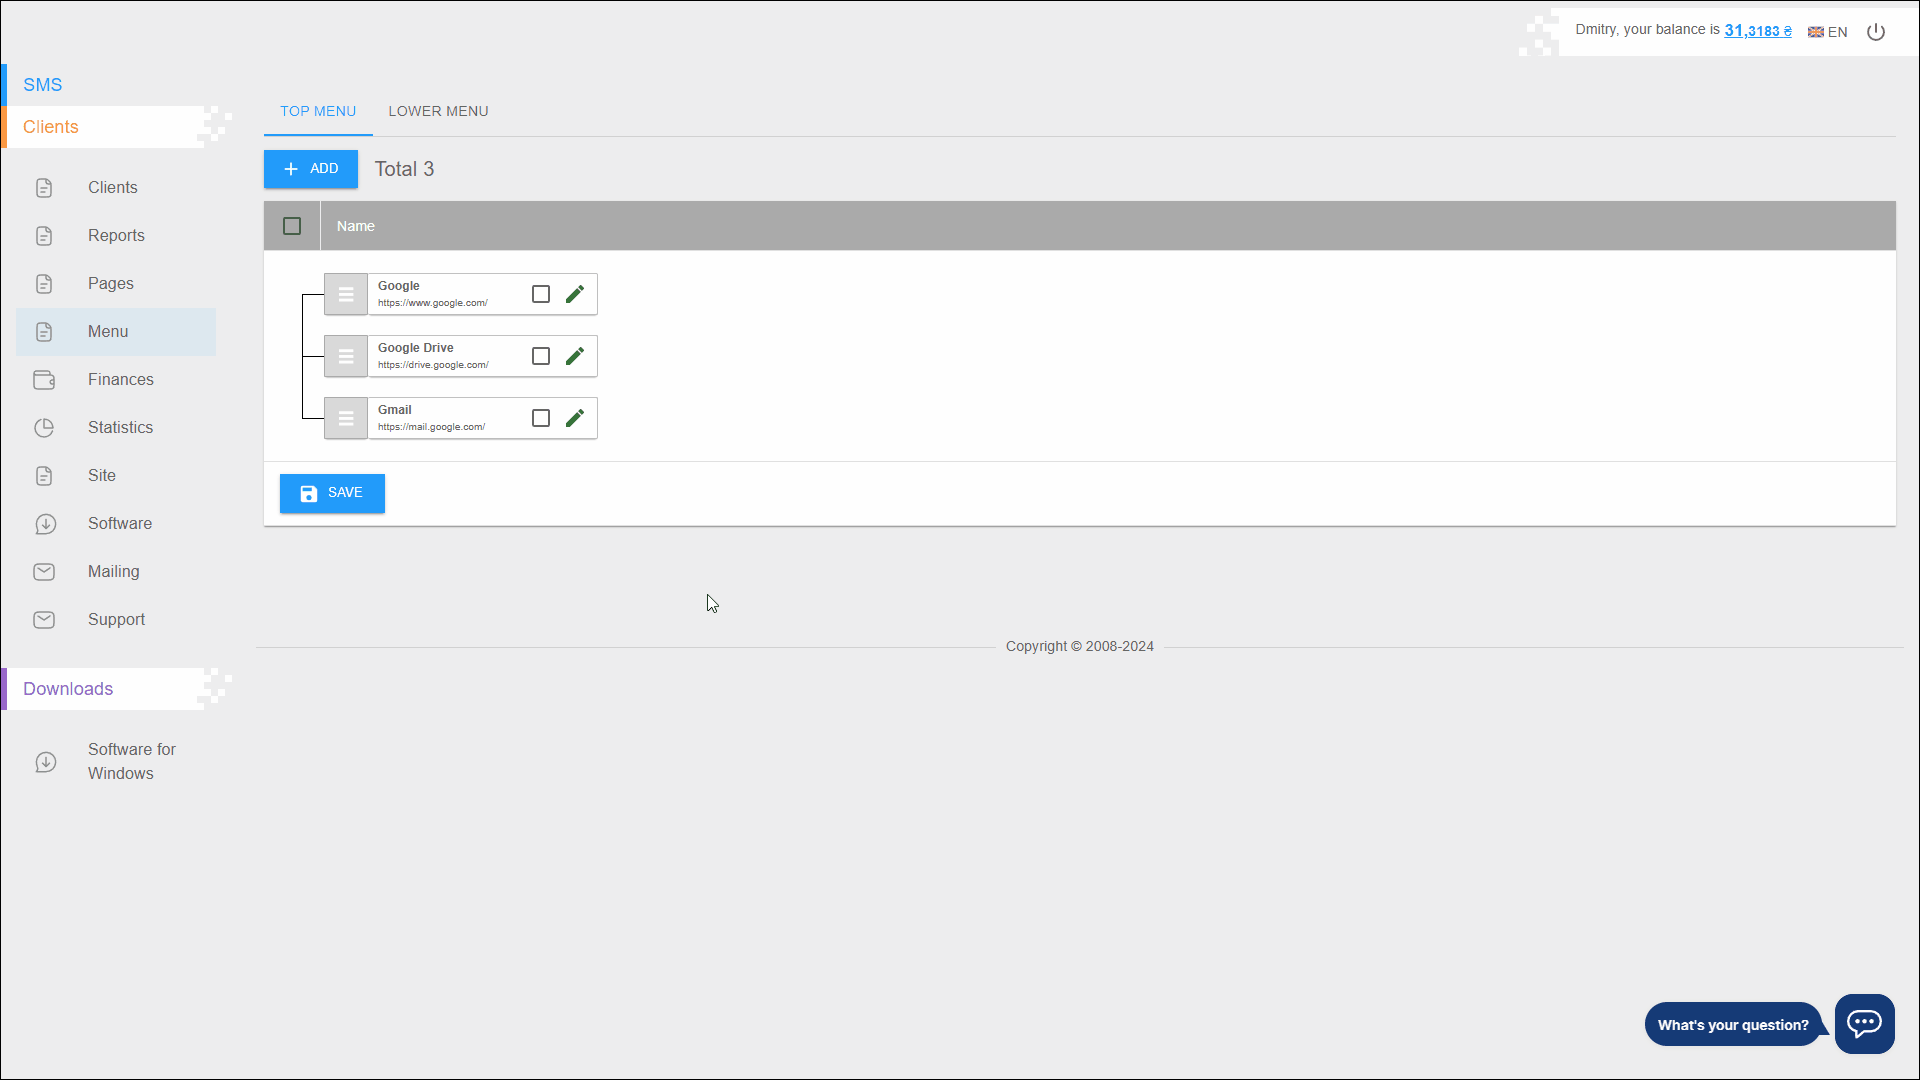 Dmitry, your balance is 31,3183 ₴ EN
SMS
Clients
Clients
Reports
Pages
Menu
Finances
Statistics
Site
Software
Mailing
Support
Downloads
Software for
Windows
TOP MENU LOWER MENU
ADD Total 3
Name
Google
https://www.google.com/
Google Drive
https://drive.google.com/
Gmail
https://mail.google.com/
SAVE
Copyright © 2008-2024
What's your question?